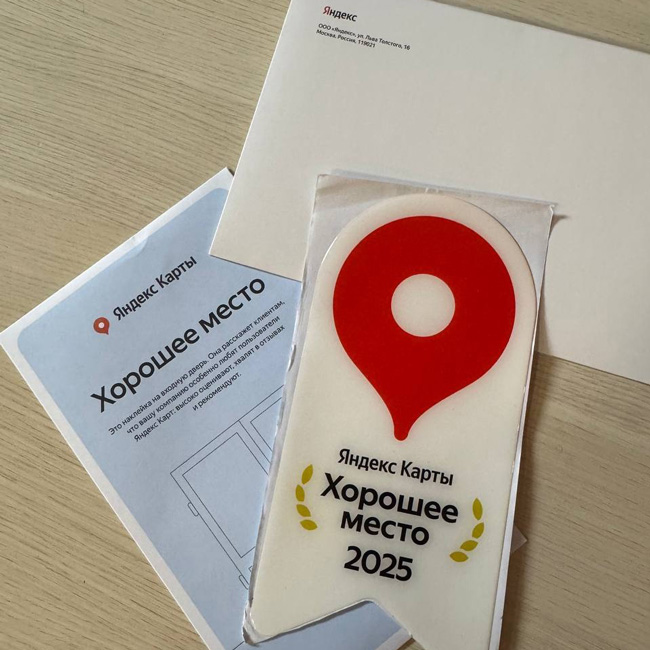 Яндекс
ООО «Яндекс», ул. Льва Толстого, 16
Москва, Россия, 119021
Яндекс Карты
Хорошее место
Это наклейка на входную дверь. Она расскажет клиентам,
что вашу компанию особенно любят пользователи
Яндекс Карт: высоко оценивают, хвалят в отзывах
и рекомендуют.
Яндекс Карты
Хорошее
место
2025